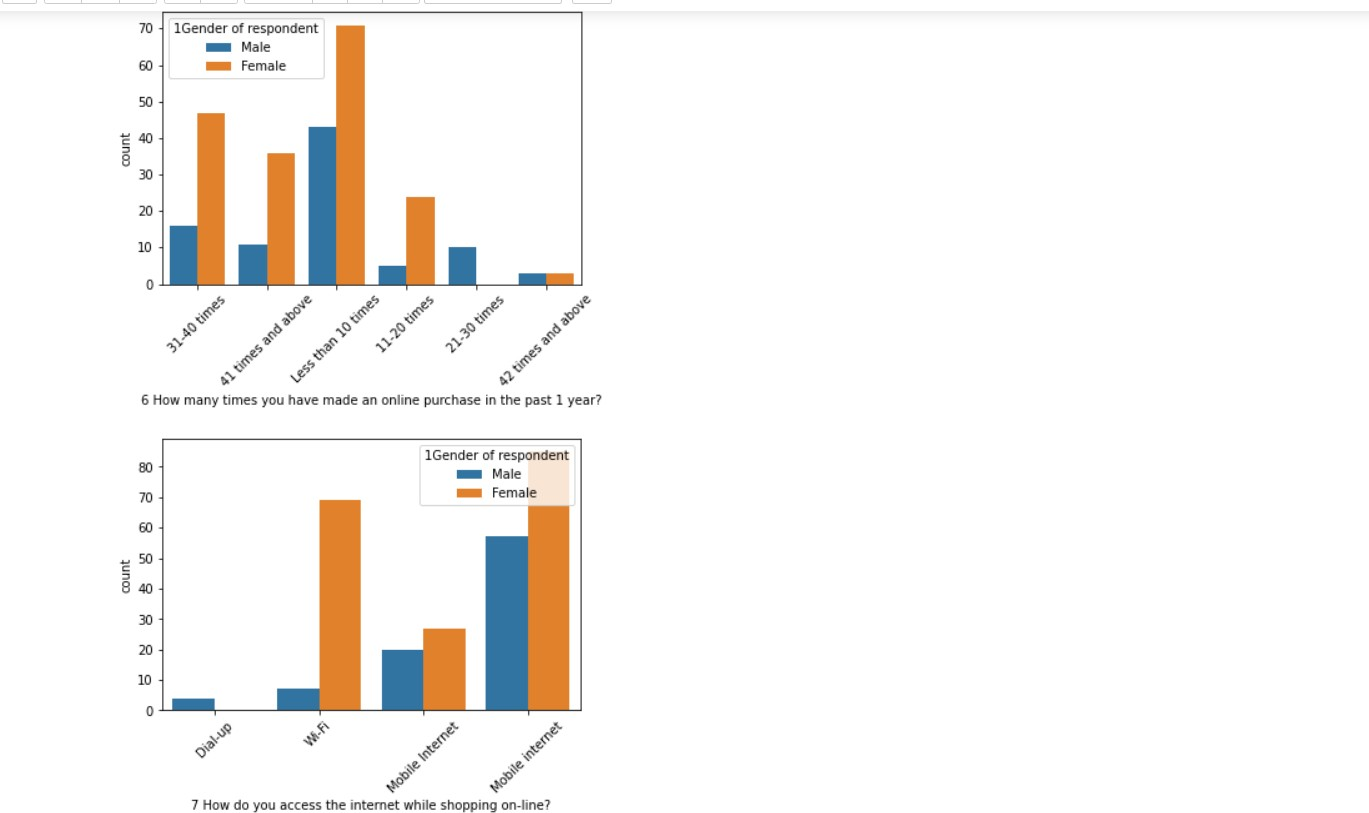 1Gender of respondent
Male
Female
70
60
50
40
30
20
10
0
count
31-40 times
41 times and above
Less than 10 times
11-20 times
21-30 times
42 times and above
6 How many times you have made an online purchase in the past 1 year?
1Gender of respondent
Male
Female
80
70
60
50
40
30
20
10
0
count
Dial-up
Wi-Fi
Mobile Internet
Mobile internet
7 How do you access the internet while shopping on-line?